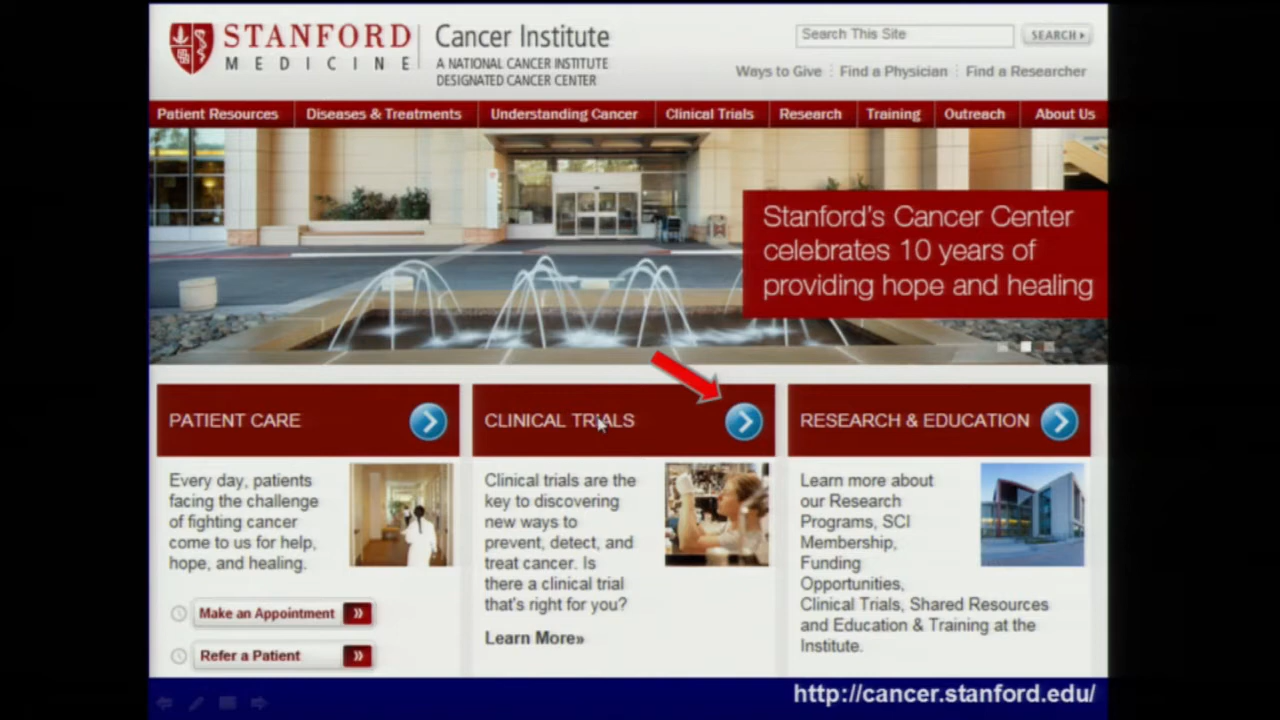 STANFORD
MEDICINE
Cancer Institute
A NATIONAL CANCER INSTITUTE
DESIGNATED CANCER CENTER
Search This Site
SEARCH
Ways to Give
Find a Physician
Find a Researcher
Patient Resources
Diseases & Treatments
Understanding Cancer
Clinical Trials
Research
Training
Outreach
About Us
Stanford's Cancer Center
celebrates 10 years of
providing hope and healing
PATIENT CARE
Every day, patients
facing the challenge
of fighting cancer
come to us for help,
hope, and healing.
Make an Appointment »
Refer a Patient »
CLINICAL TRIALS
Clinical trials are the
key to discovering
new ways to
prevent, detect, and
treat cancer. Is
there a clinical trial
that's right for you?
Learn More»
RESEARCH & EDUCATION
Learn more about
our Research
Programs, SCI
Membership,
Funding
Opportunities,
Clinical Trials, Shared Resources
and Education & Training at the
Institute.
http://cancer.stanford.edu/